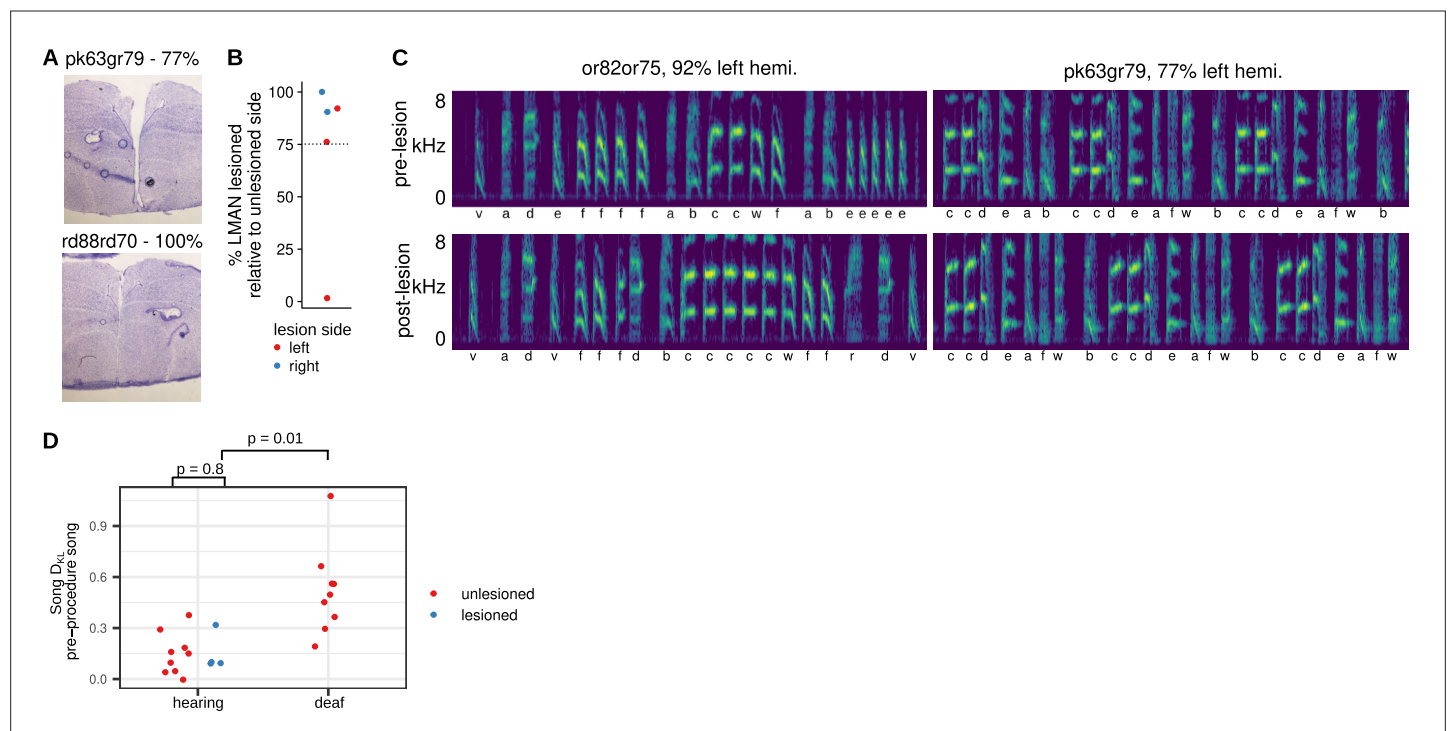 A pk63gr79 - 77%
rd88rd70 - 100%
B
% LMAN lesioned
relative to unlesioned side
100
75
50
25
0
lesion side
left
right
C
or82or75, 92% left hemi.
pk63gr79, 77% left hemi.
pre-lesion
8
kHz
0
v a d e f f f f a b c c w f a b e e e e e
c c d e a b c c d e a f w b c c d e a f w b
post-lesion
8
kHz
0
v a d v f f f d b c c c c c w f f r d v
c c d e a f w b c c d e a f w b c c d e a f w
D
p = 0.01
p = 0.8
Song DKL
pre−procedure song
0.9
0.6
0.3
0.0
hearing
deaf
unlesioned
lesioned